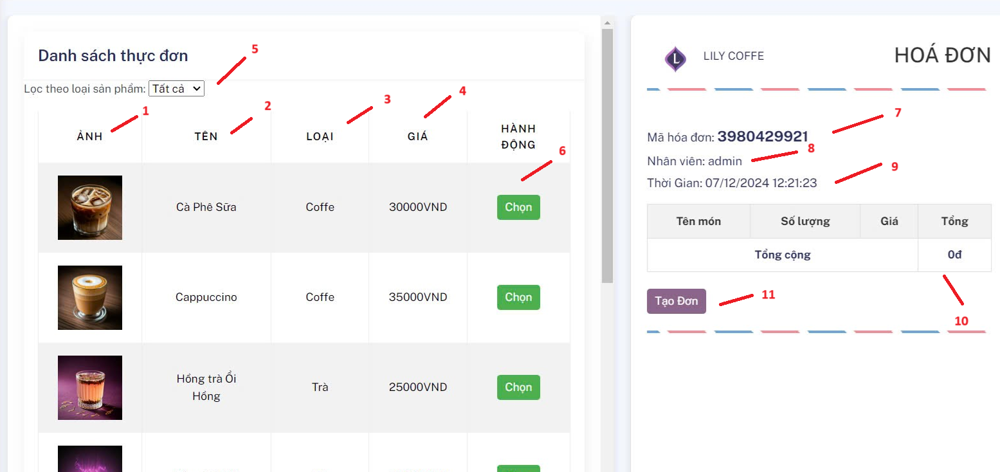 Danh sách thực đơn
5
Lọc theo loại sản phẩm: Tất cả
1
2
3
4
ẢNH
TÊN
LOẠI
GIÁ
HÀNH
ĐỘNG
6
Cà Phê Sữa
Coffe
30000VND
Chọn
Cappuccino
Coffe
35000VND
Chọn
Hồng trà Ổi
Hồng
Trà
25000VND
Chọn
L
LILY COFFE
HOÁ ĐƠN
7
Mã hóa đơn: 3980429921
8
Nhân viên: admin
9
Thời Gian: 07/12/2024 12:21:23
Tên món
Số lượng
Giá
Tổng
Tổng cộng
0đ
Tạo Đơn
11
10